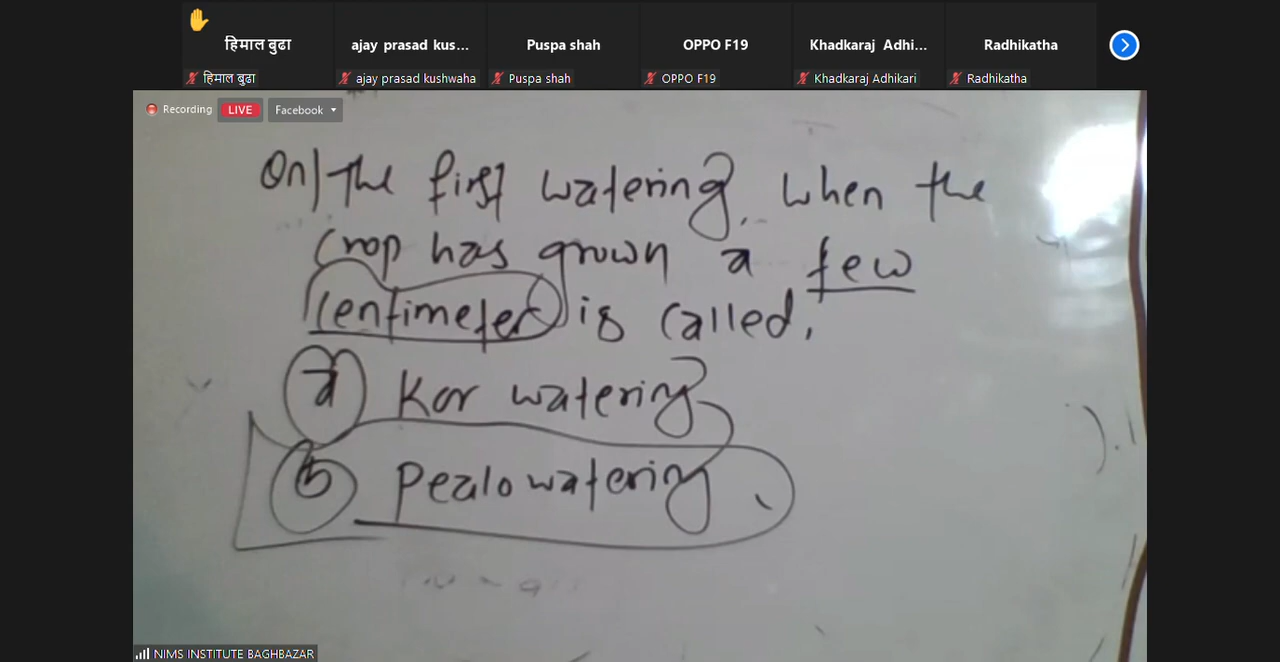 हिमाल बुढा
ajay prasad kus...
Puspa shah
OPPO F19
Khadkaraj Adhi...
Radhikatha
हिमाल बुढा
ajay prasad kushwaha
Puspa shah
OPPO F19
Khadkaraj Adhikari
Radhikatha
Recording LIVE Facebook
On) The first watering, when the
crop has grown a few
centimeter is called,
a) Kor watering
b) pealo watering
NIMS INSTITUTE BAGHBAZAR